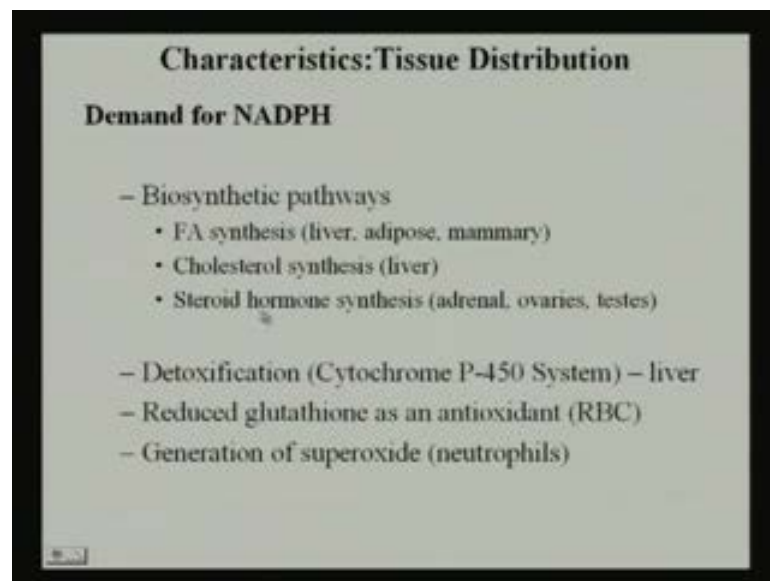 Characteristics:Tissue Distribution
Demand for NADPH
– Biosynthetic pathways
• FA synthesis (liver, adipose, mammary)
• Cholesterol synthesis (liver)
• Steroid hormone synthesis (adrenal, ovaries, testes)
– Detoxification (Cytochrome P-450 System) – liver
– Reduced glutathione as an antioxidant (RBC)
– Generation of superoxide (neutrophils)